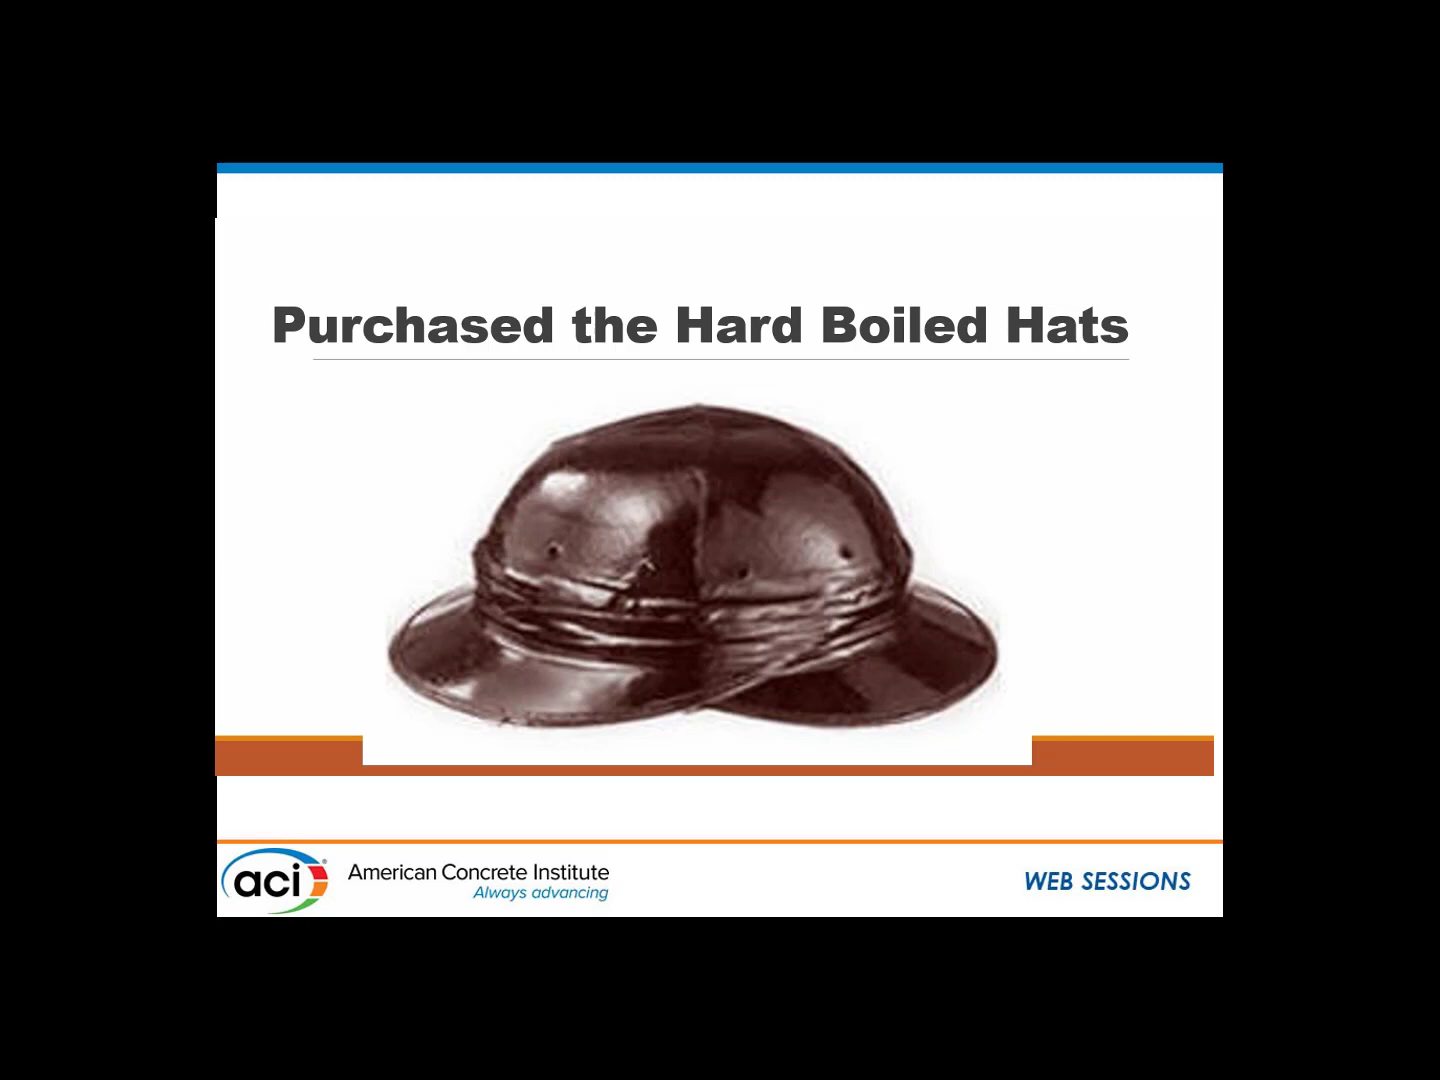 Purchased the Hard Boiled Hats
aci®
American Concrete Institute
Always advancing
WEB SESSIONS